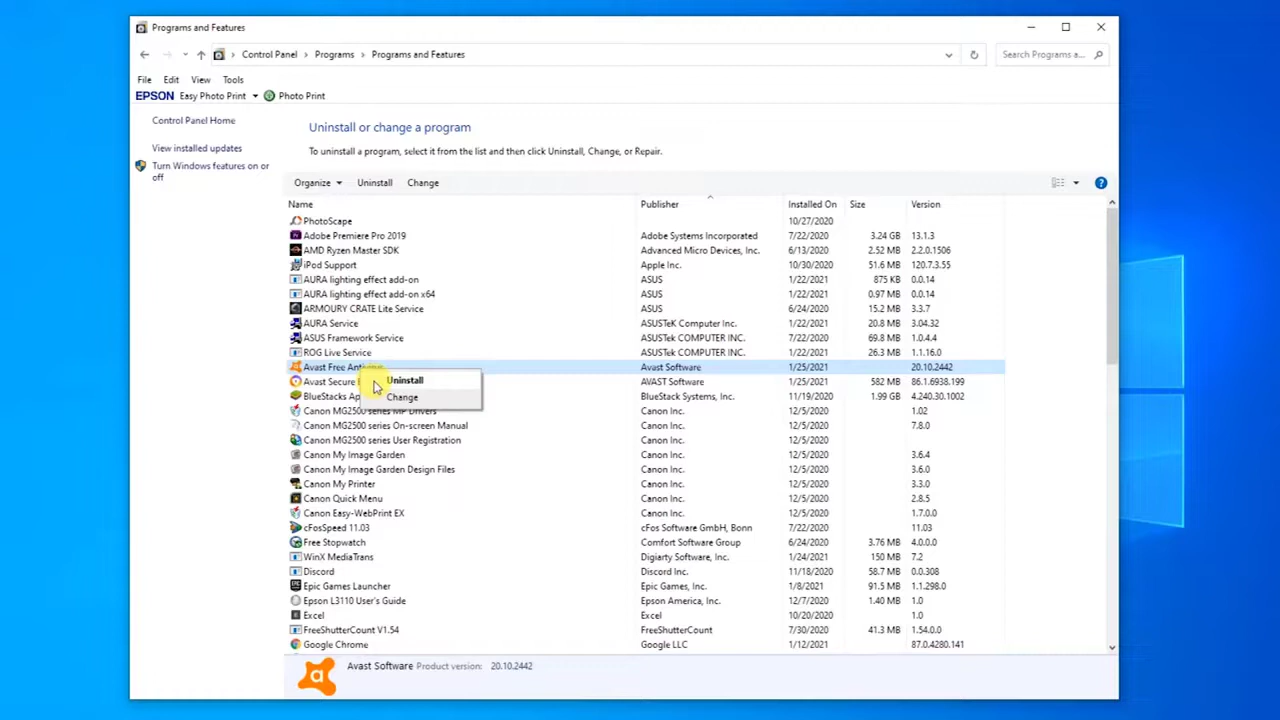 Programs and Features
Control Panel > Programs > Programs and Features
Search Programs a...
File Edit View Tools
EPSON Easy Photo Print Photo Print
Control Panel Home
View installed updates
Turn Windows features on or
off
Uninstall or change a program
To uninstall a program, select it from the list and then click Uninstall, Change, or Repair.
Organize Uninstall Change
Name Publisher Installed On Size Version
PhotoScape 10/27/2020
Adobe Premiere Pro 2019 Adobe Systems Incorporated 7/22/2020 3.24 GB 13.1.3
AMD Ryzen Master SDK Advanced Micro Devices, Inc. 6/13/2020 2.52 MB 2.2.0.1506
iPod Support Apple Inc. 10/30/2020 51.6 MB 120.7.3.55
AURA lighting effect add-on ASUS 1/22/2021 875 KB 0.0.14
AURA lighting effect add-on x64 ASUS 1/22/2021 0.97 MB 0.0.14
ARMOURY CRATE Lite Service ASUS 6/24/2020 15.2 MB 3.3.7
AURA Service ASUSTeK Computer Inc. 1/22/2021 20.8 MB 3.04.32
ASUS Framework Service ASUSTek COMPUTER INC. 7/22/2021 69.8 MB 1.0.4.4
ROG Live Service ASUSTek COMPUTER INC. 1/22/2021 26.3 MB 1.1.16.0
Avast Free Avast Software 1/25/2021 20.10.2442
Avast Secure AVAST Software 1/25/2021 582 MB 86.1.6938.199
Uninstall
Change
BlueStacks BlueStack Systems, Inc. 11/19/2020 1.99 GB 4.240.30.1002
Canon MG2500 series MP Drivers Canon Inc. 12/5/2020 1.02
Canon MG2500 series On-screen Manual Canon Inc. 12/5/2020 7.8.0
Canon MG2500 series User Registration Canon Inc. 12/5/2020
Canon My Image Garden Canon Inc. 12/5/2020 3.6.4
Canon My Image Garden Design Files Canon Inc. 12/5/2020 3.6.0
Canon My Printer Canon Inc. 12/5/2020 3.3.0
Canon Quick Menu Canon Inc. 12/5/2020 2.8.5
Canon Easy-WebPrint EX Canon Inc. 12/5/2020 1.7.0.0
cFosSpeed 11.03 cFos Software GmbH, Bonn 7/22/2020 11.03
Free Stopwatch Comfort Software Group 6/24/2020 3.76 MB 4.0.0.0
WinX MediaTrans Digiarty Software, Inc. 1/24/2021 150 MB 7.2
Discord Discord Inc. 11/18/2020 58.7 MB 0.0.308
Epic Games Launcher Epic Games, Inc. 1/8/2021 91.5 MB 1.1.298.0
Epson L3110 User's Guide Epson America, Inc. 12/7/2020 1.40 MB 1.0
Excel Excel 10/20/2020 1.0
FreeShutterCount V1.54 FreeShutterCount 7/30/2020 41.3 MB 1.54.0.0
Google Chrome Google LLC 1/12/2021 87.0.4280.141
Avast Software Product version: 20.10.2442